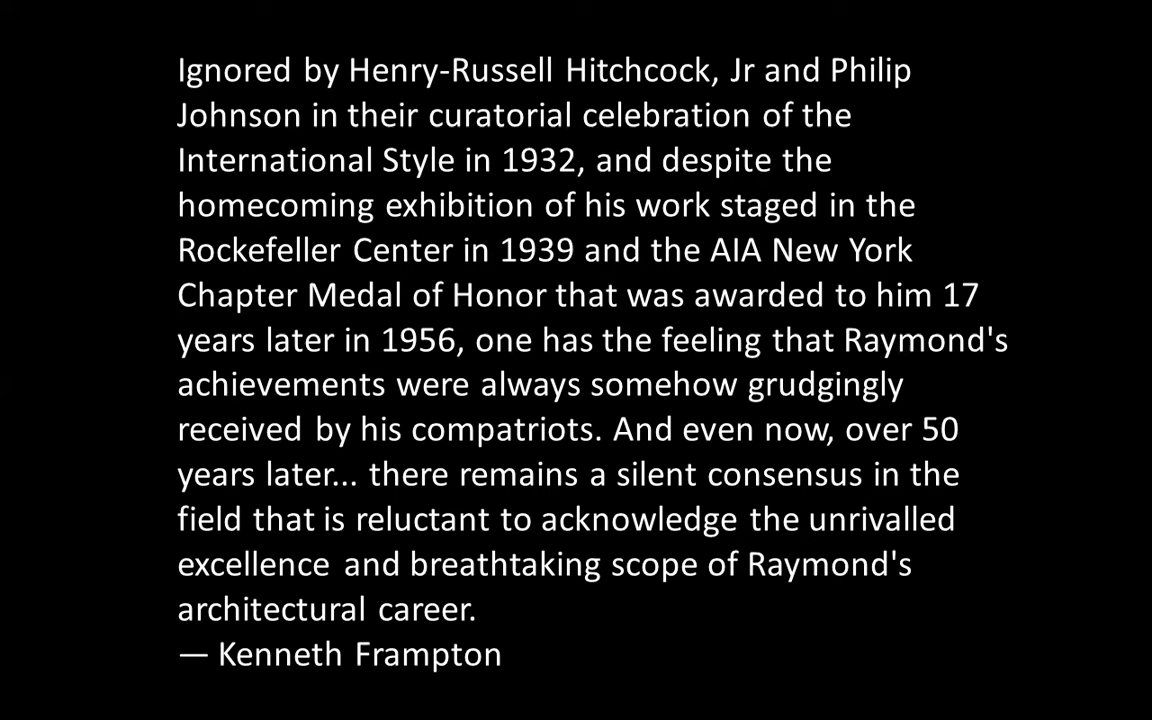 Ignored by Henry-Russell Hitchcock, Jr and Philip
Johnson in their curatorial celebration of the
International Style in 1932, and despite the
homecoming exhibition of his work staged in the
Rockefeller Center in 1939 and the AIA New York
Chapter Medal of Honor that was awarded to him 17
years later in 1956, one has the feeling that Raymond's
achievements were always somehow grudgingly
received by his compatriots. And even now, over 50
years later... there remains a silent consensus in the
field that is reluctant to acknowledge the unrivalled
excellence and breathtaking scope of Raymond's
architectural career.
— Kenneth Frampton